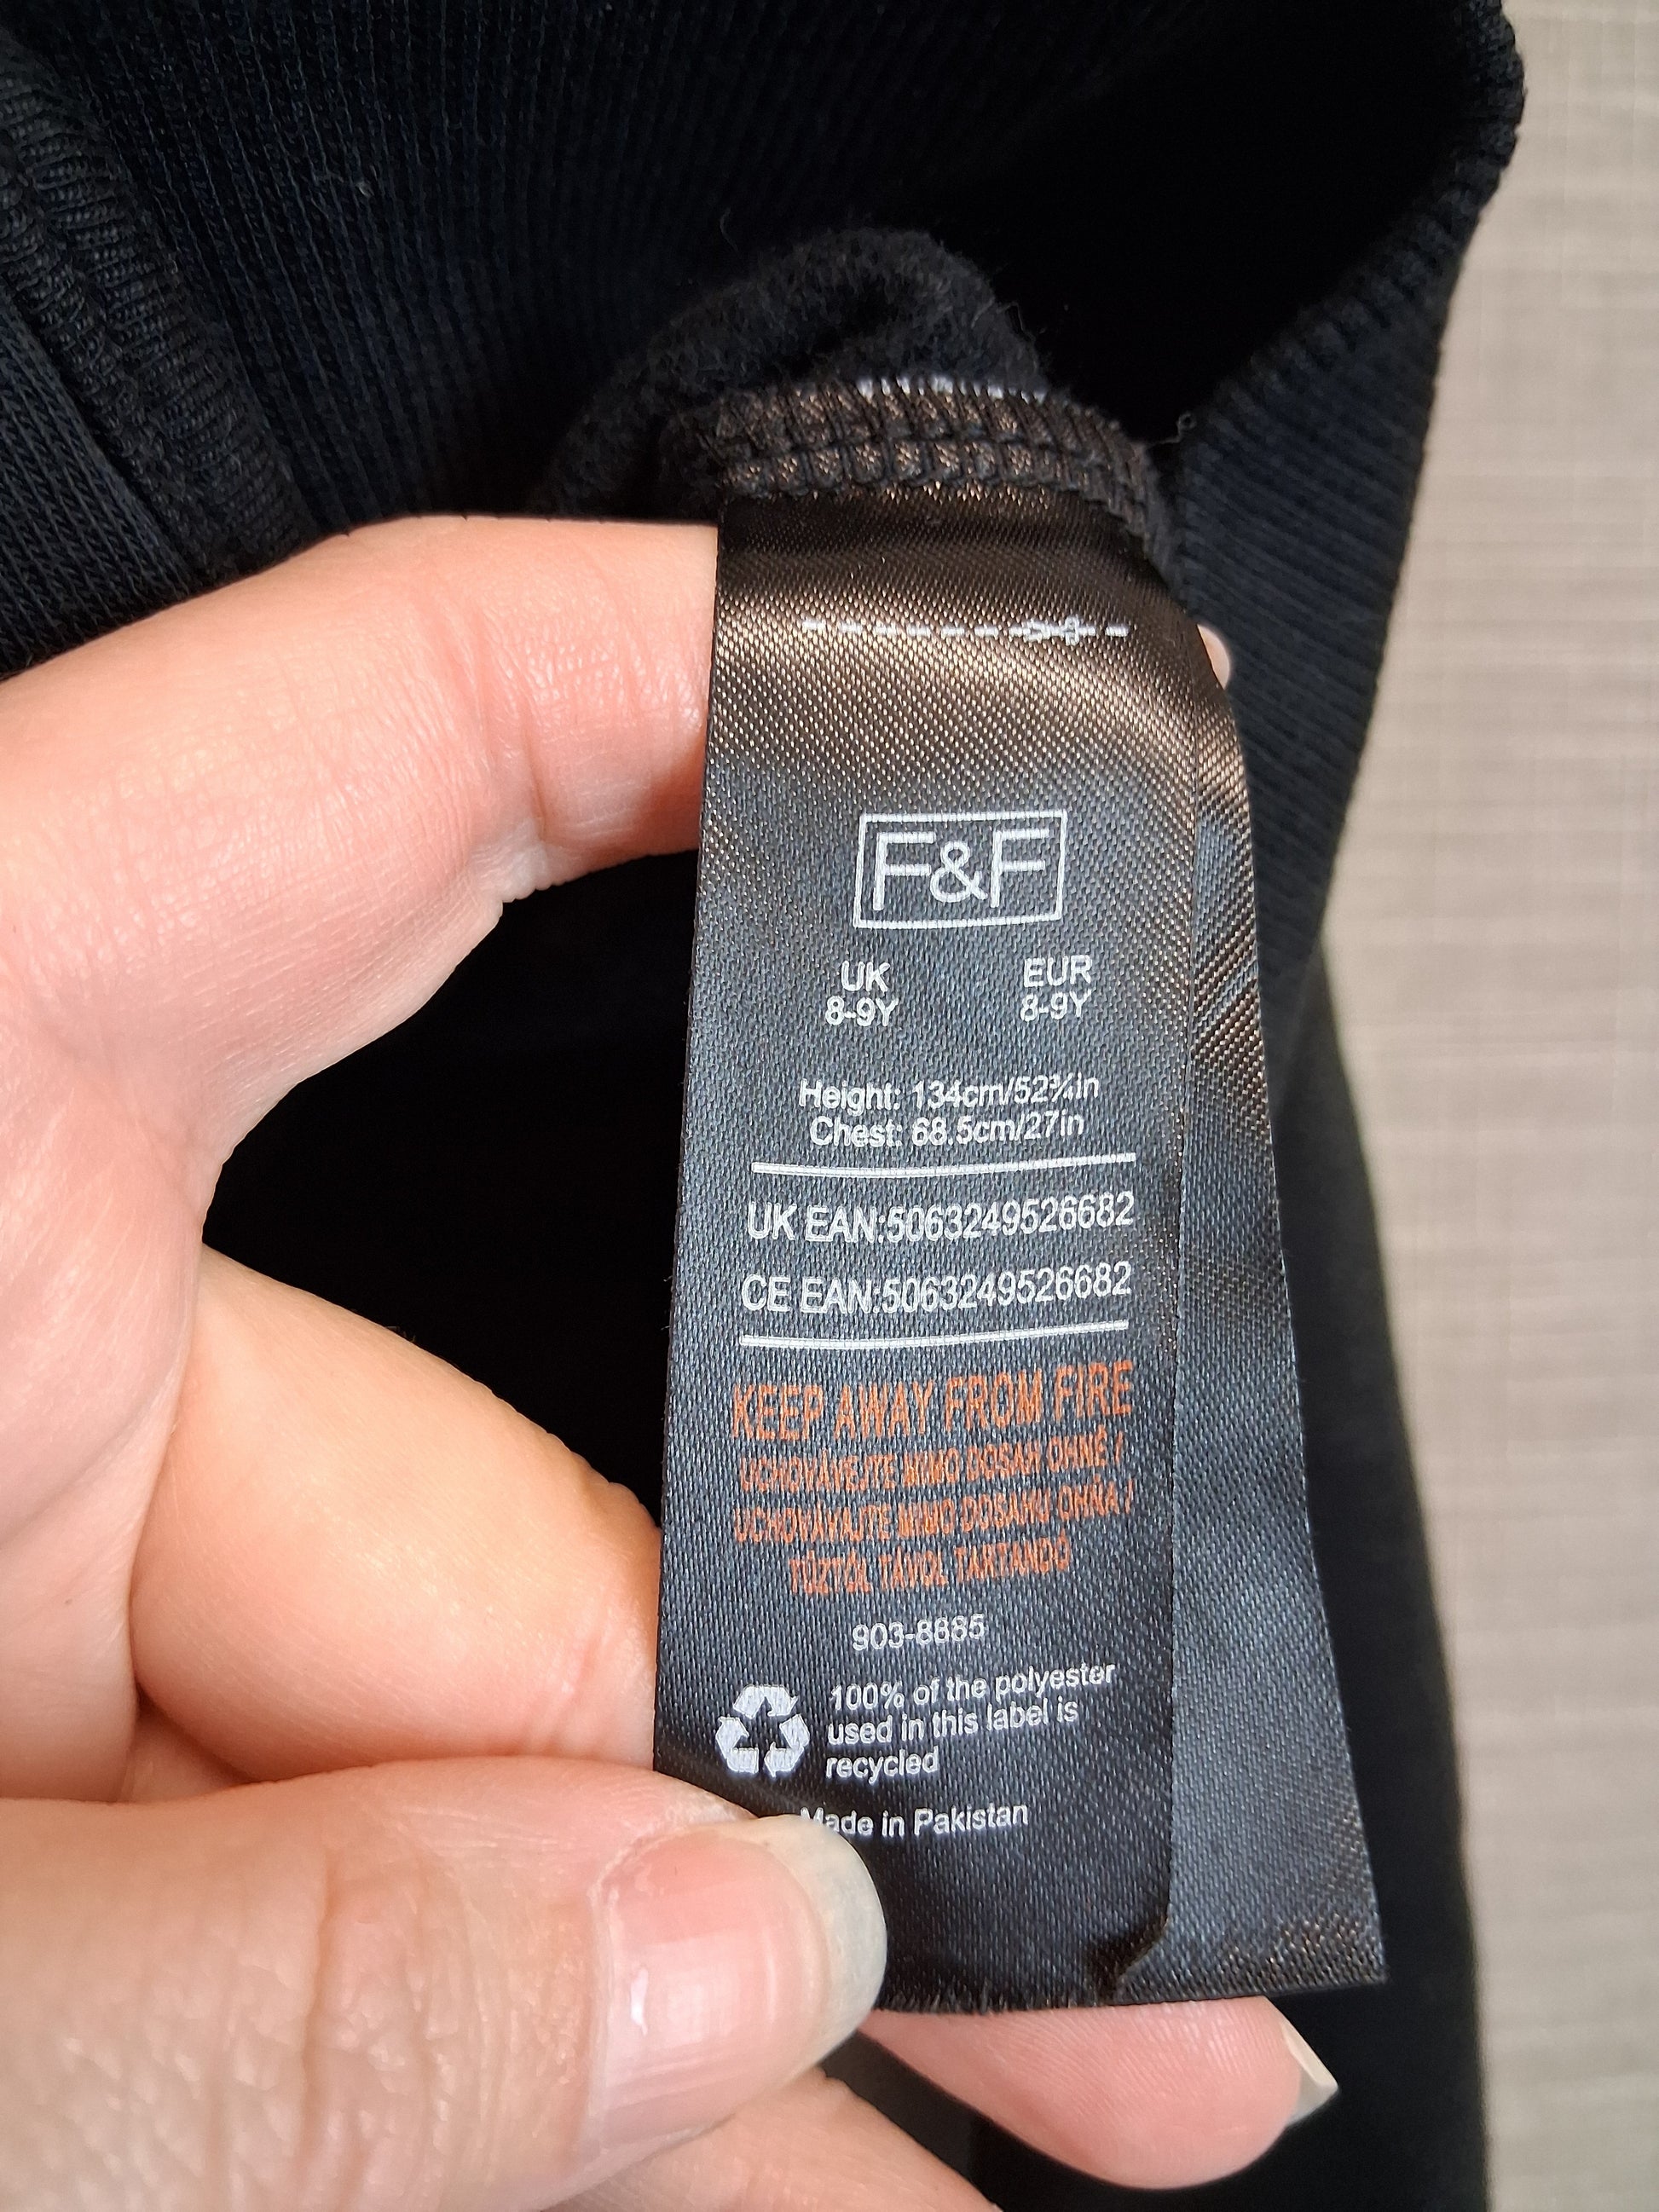 F&F
UK EUR
8-9Y 8-9Y
Height: 134cm/52¾in
Chest: 68.5cm/27in
UK EAN:5063249526682
CE EAN:5063249526682
KEEP AWAY FROM FIRE
UCHOVÁVEJTE MIMO DOSAH OHNĚ /
UCHOVÁVAJTE MIMO DOSAHU OHŇA /
TŰZTŐL TÁVOL TARTANDÓ
903-8885
100% of the polyester
used in this label is
recycled
Made in Pakistan